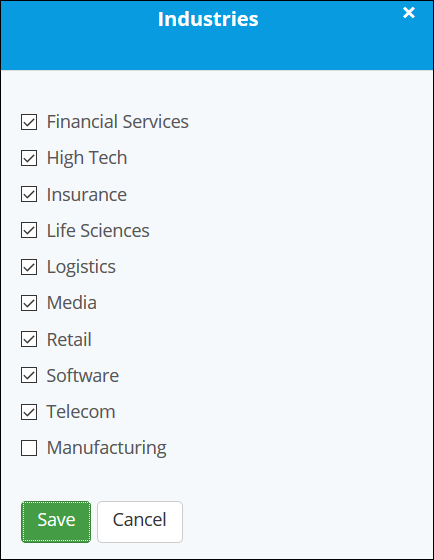 Industries
Financial Services
High Tech
Insurance
Life Sciences
Logistics
Media
Retail
Software
Telecom
Manufacturing
Save Cancel